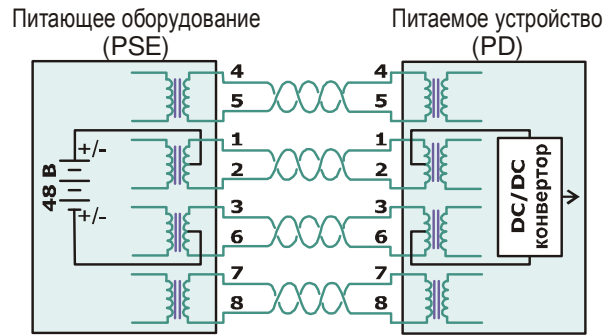 Питающее оборудование
(PSE)
Питаемое устройство
(PD)
4
5
1
2
3
6
7
8
4
5
1
2
3
6
7
8
+/-
48 В
+/-
DC/DC
конвертор